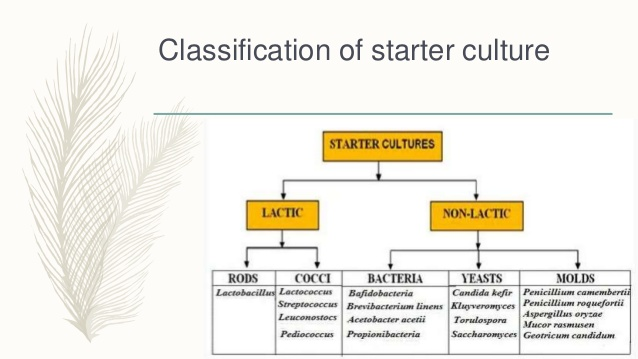 Classification of starter culture
STARTER CULTURES
LACTIC
NON-LACTIC
RODS
Lactobacillus
COCCI
Lactococcus
Streptococcus
Leuconostocs
Pediococcus
BACTERIA
Bafidobacteria
Brevibacterium linens
Acetobacter acetii
Propionibacteria
YEASTS
Candida kefir
Kluyveromyces
Torulospora
Saccharomyces
MOLDS
Penicillium camembertii
Penicillium roquefortii
Aspergillus oryzae
Mucor rasmusen
Geotricum candidum